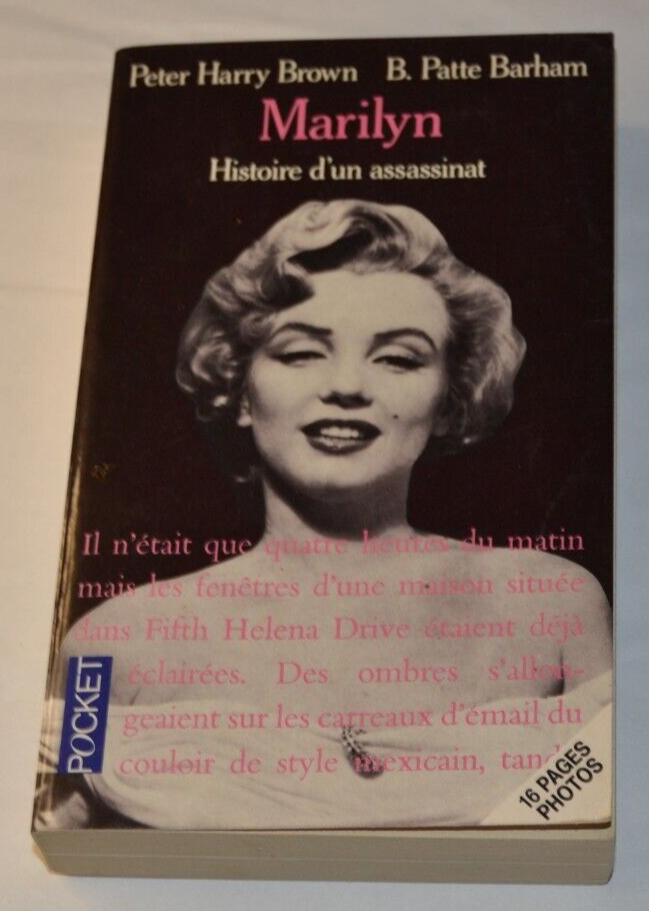 Peter Harry Brown B. Patte Barham
Marilyn
Histoire d'un assassinat
Il n'était que quatre heures du matin
mais les fenêtres d'une maison située
dans Fifth Helena Drive étaient déjà
éclairées. Des ombres s'allon-
geaient sur les carreaux d'émail du
couloir de style mexicain,
POCKET
16 PAGES
PHOTOS